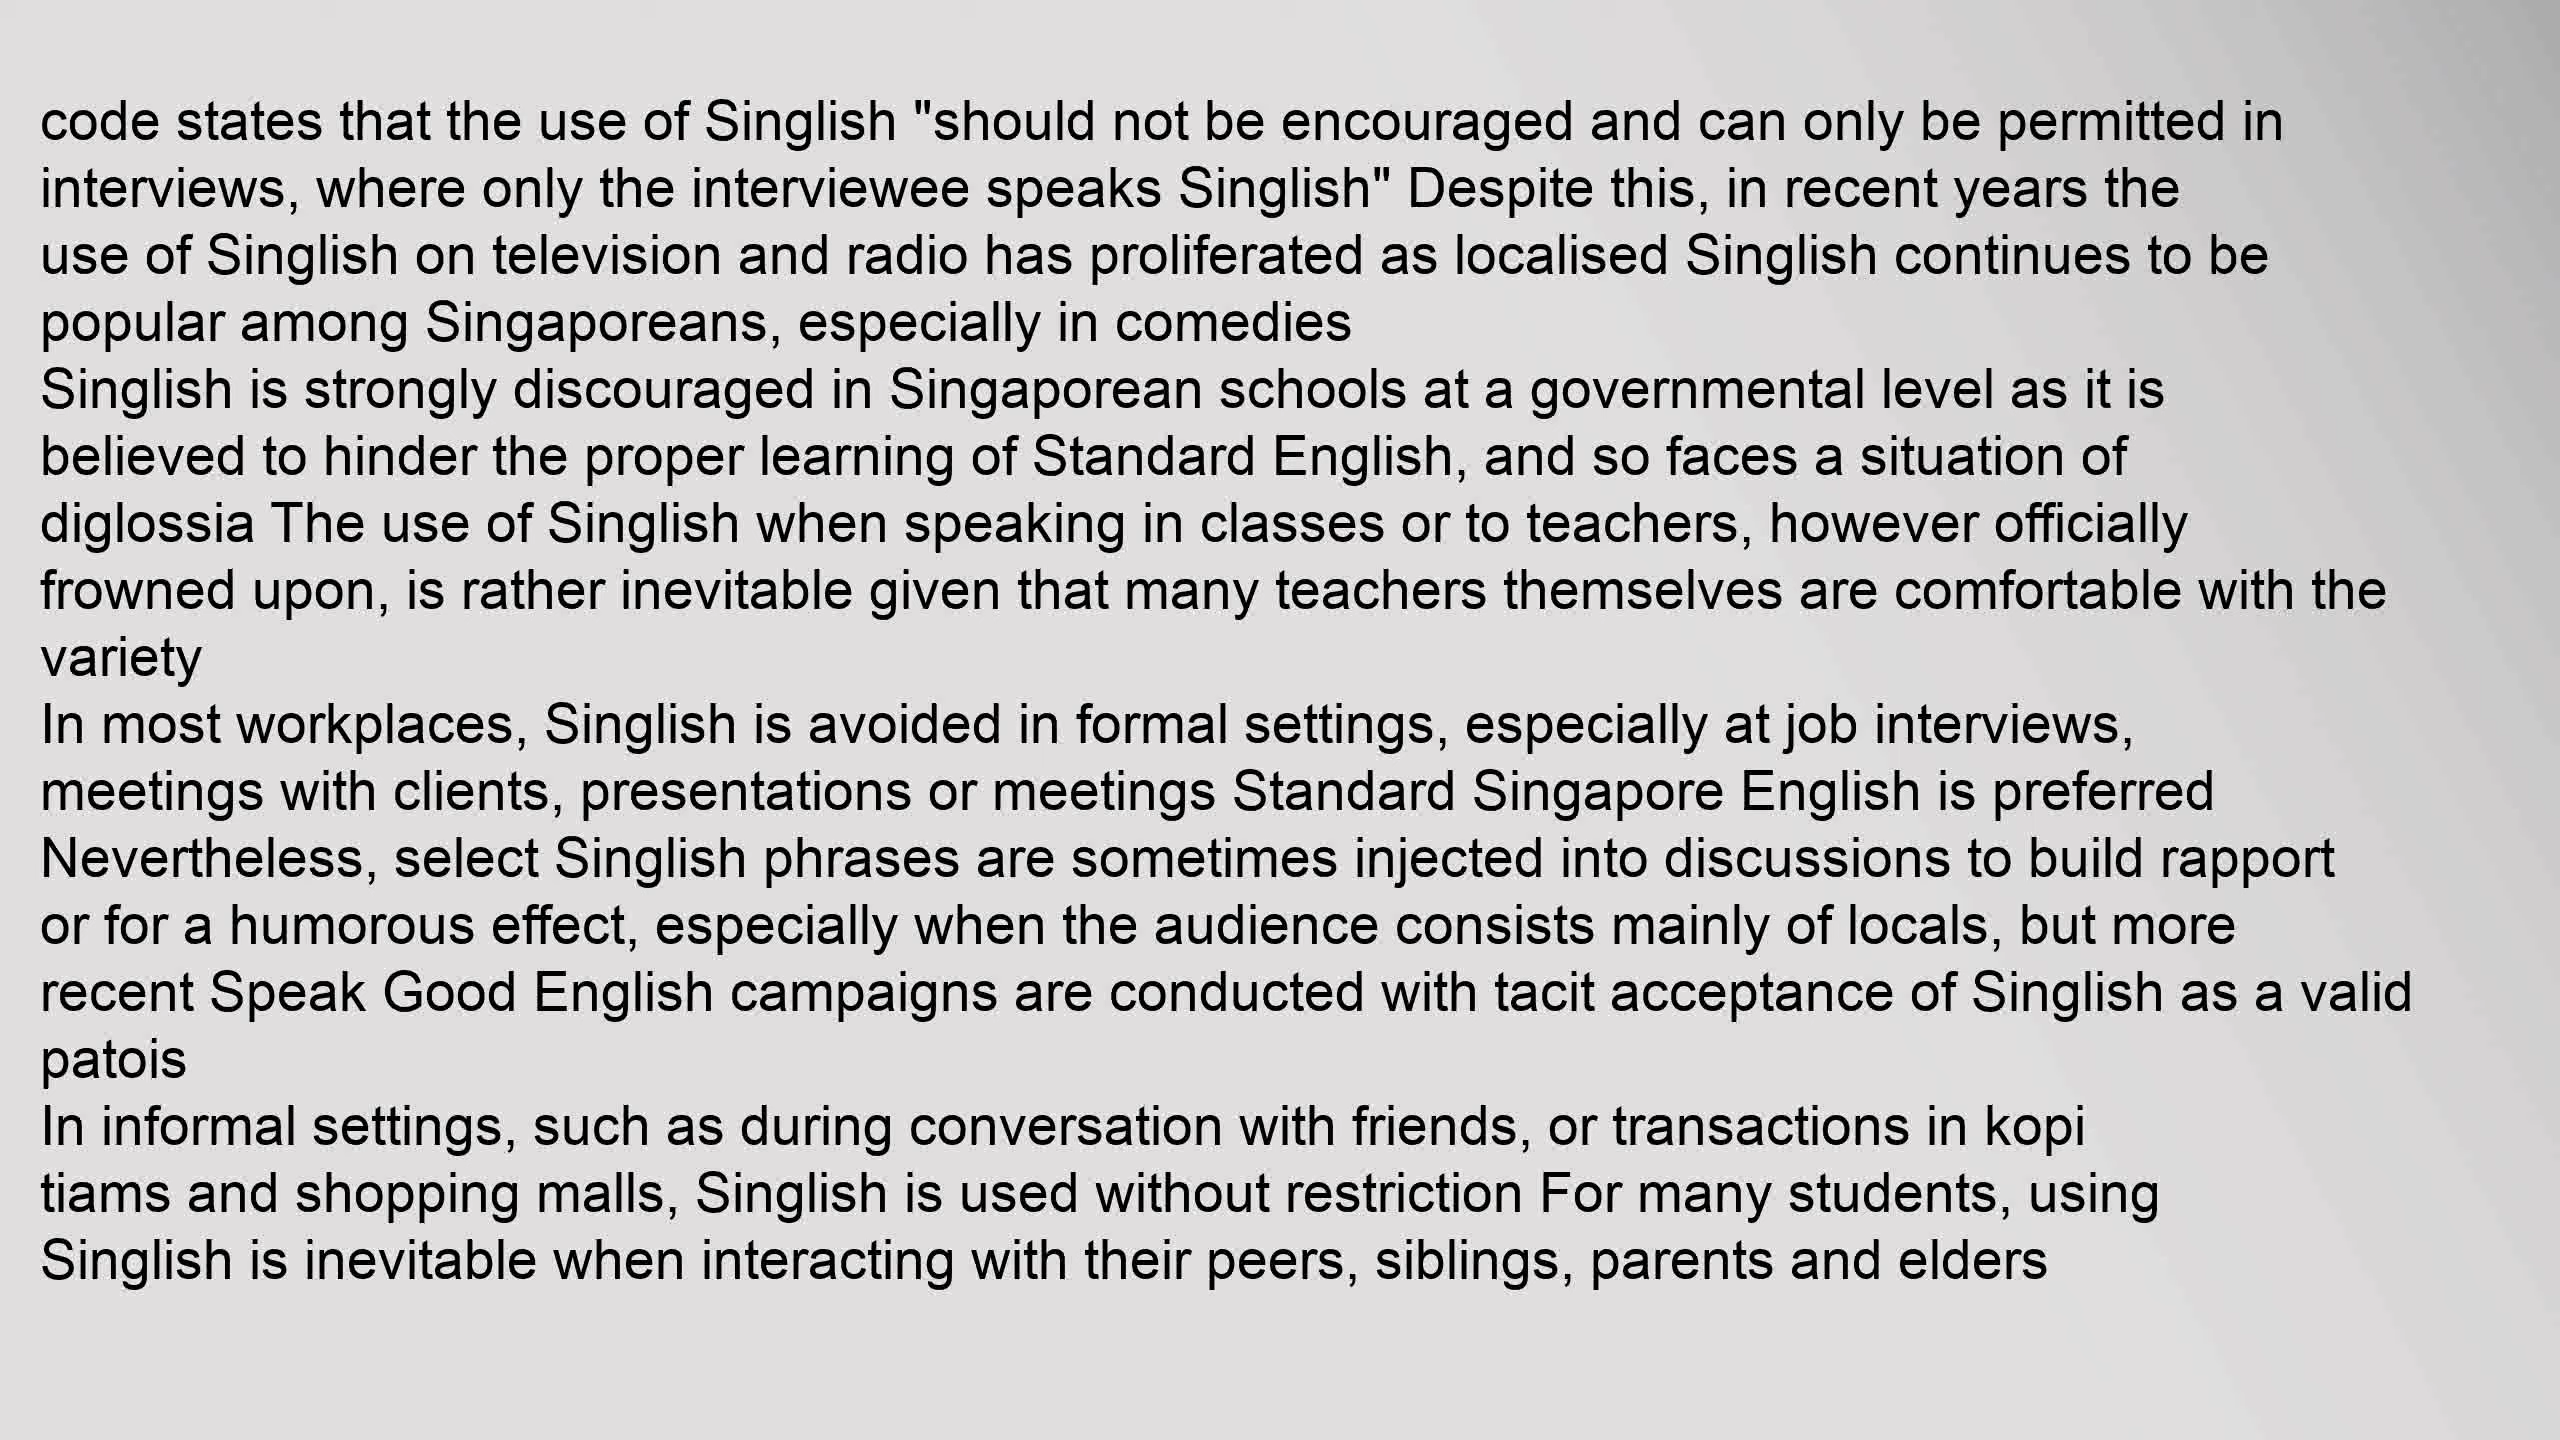 code states that the use of Singlish "should not be encouraged and can only be permitted in
interviews, where only the interviewee speaks Singlish" Despite this, in recent years the
use of Singlish on television and radio has proliferated as localised Singlish continues to be
popular among Singaporeans, especially in comedies
Singlish is strongly discouraged in Singaporean schools at a governmental level as it is
believed to hinder the proper learning of Standard English, and so faces a situation of
diglossia The use of Singlish when speaking in classes or to teachers, however officially
frowned upon, is rather inevitable given that many teachers themselves are comfortable with the
variety
In most workplaces, Singlish is avoided in formal settings, especially at job interviews,
meetings with clients, presentations or meetings Standard Singapore English is preferred
Nevertheless, select Singlish phrases are sometimes injected into discussions to build rapport
or for a humorous effect, especially when the audience consists mainly of locals, but more
recent Speak Good English campaigns are conducted with tacit acceptance of Singlish as a valid
patois
In informal settings, such as during conversation with friends, or transactions in kopi
tiams and shopping malls, Singlish is used without restriction For many students, using
Singlish is inevitable when interacting with their peers, siblings, parents and elders